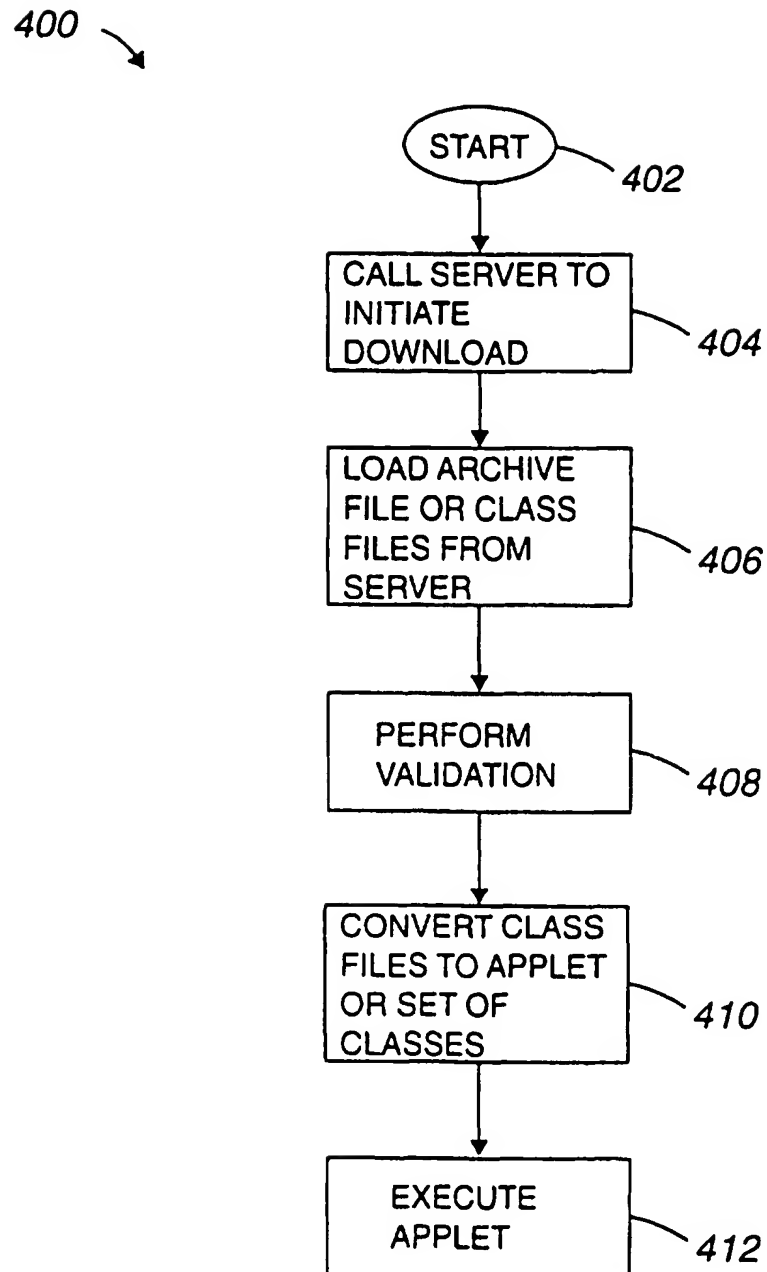 400
START
402
CALL SERVER TO
INITIATE
DOWNLOAD
404
LOAD ARCHIVE
FILE OR CLASS
FILES FROM
SERVER
406
PERFORM
VALIDATION
408
CONVERT CLASS
FILES TO APPLET
OR SET OF
CLASSES
410
EXECUTE
APPLET
412